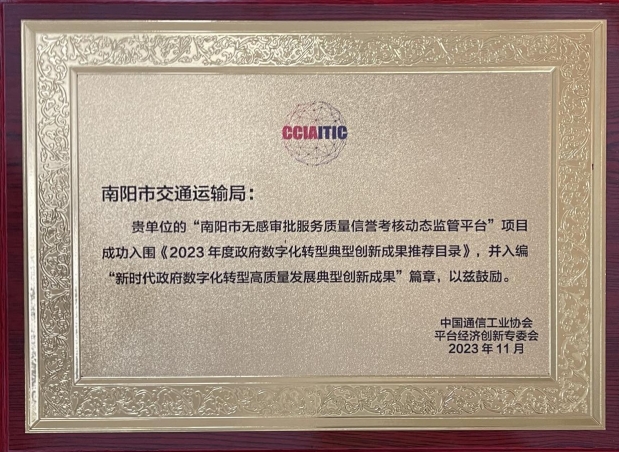 CCIAITIC
南阳市交通运输局：
贵单位的“南阳市无感审批服务质量信誉考核动态监管平台”项目
成功入围《2023年度政府数字化转型典型创新成果推荐目录》，并入编
“新时代政府数字化转型高质量发展典型创新成果”篇章，以兹鼓励。
中国通信工业协会
平台经济创新专委会
2023年11月